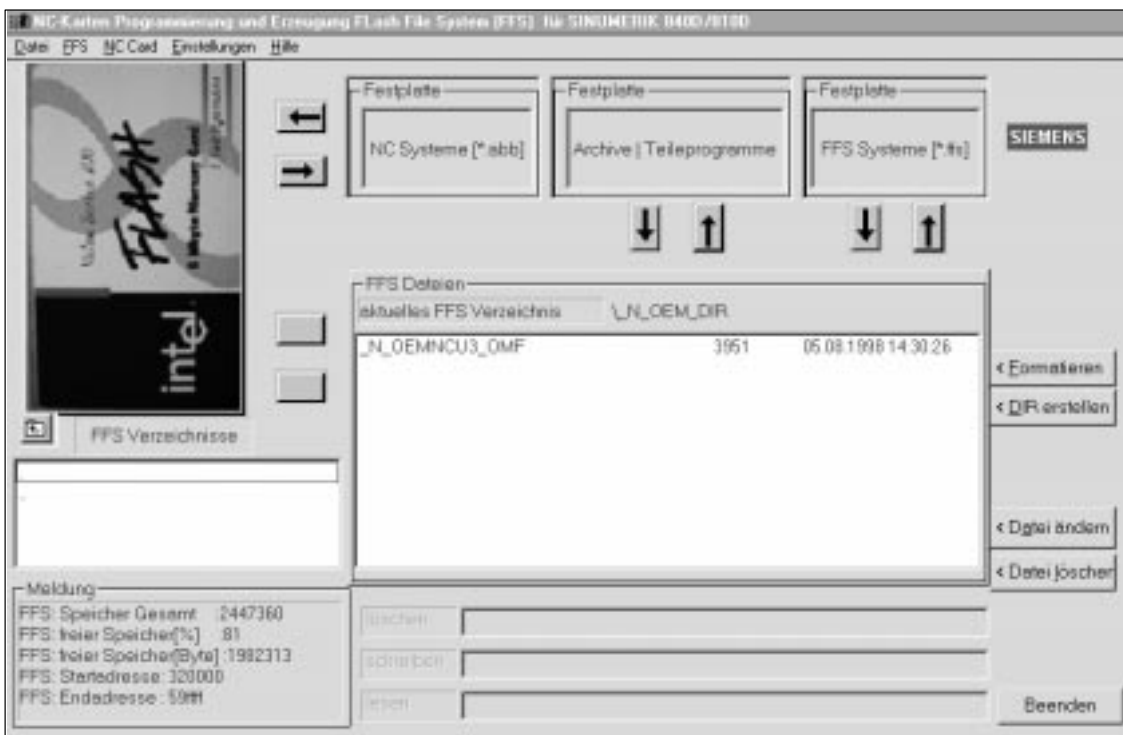 NC-Karten Programmierung und Erzeugung FLash File System (FFS) für SINUMERIK 840D/810D
Datei FFS NC Card Einstellungen Hilfe
FLASH
intel.
Festplatte
NC Systeme [*.abb]
Festplatte
Archive | Teileprogramme
Festplatte
FFS Systeme [*.ffs]
SIEMENS
FFS Dateien
aktuelles FFS Verzeichnis \_N_OEM_DIR
_N_OEMNCU3_OMF 3951 05.08.1998 14:30:26
< Formatieren
< DIR erstellen
< Datei ändern
< Datei löschen
FFS Verzeichnisse
Meldung
FFS: Speicher Gesamt :2447360
FFS: freier Speicher[%] :81
FFS: freier Speicher[Byte] :1982313
FFS: Startadresse: 320000
FFS: Endadresse : 59ffff
löschen
schreiben
lesen
Beenden